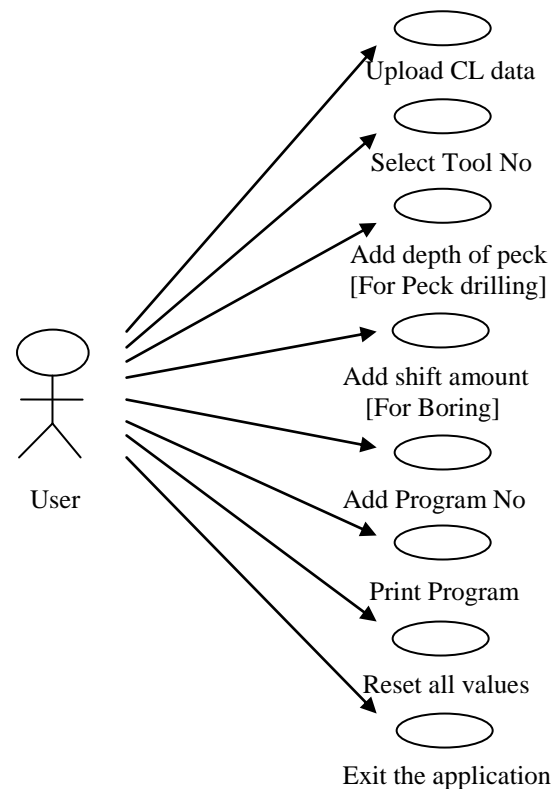 Upload CL data
Select Tool No
Add depth of peck
[For Peck drilling]
Add shift amount
[For Boring]
User
Add Program No
Print Program
Reset all values
Exit the application